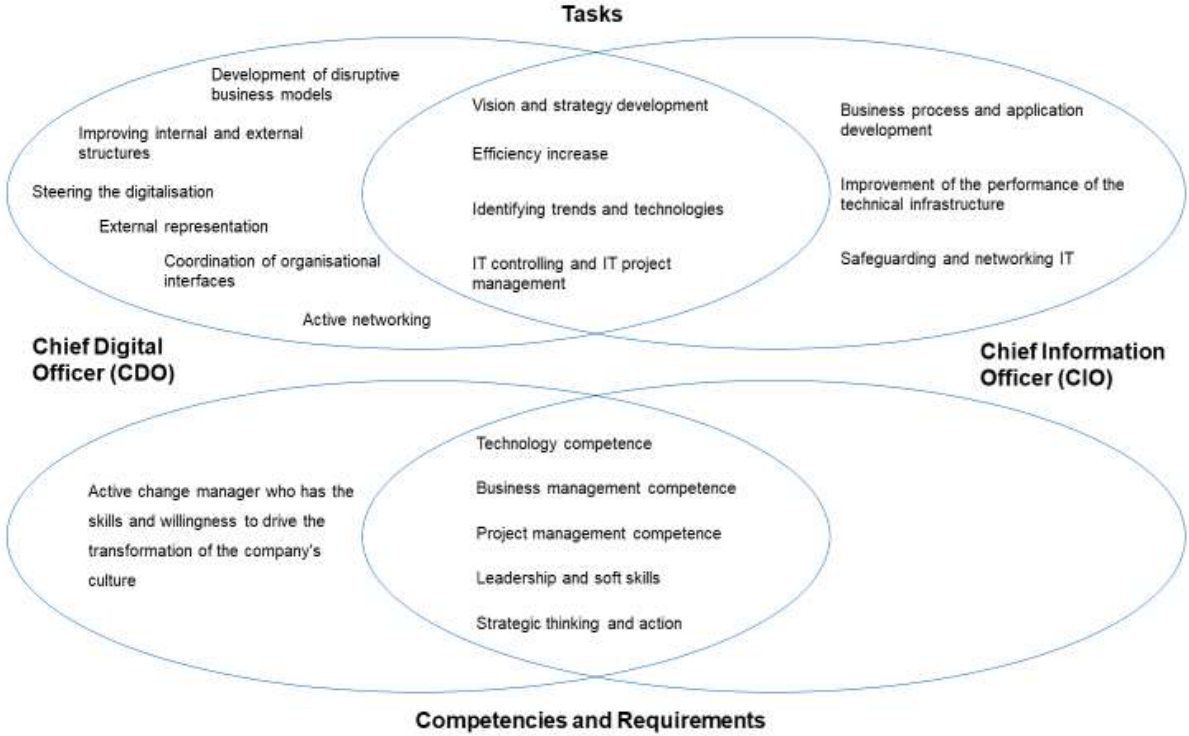 Tasks
Development of disruptive
business models
Improving internal and external
structures
Steering the digitalisation
External representation
Coordination of organisational
interfaces
Active networking
Vision and strategy development
Efficiency increase
Identifying trends and technologies
IT controlling and IT project
management
Business process and application
development
Improvement of the performance of the
technical infrastructure
Safeguarding and networking IT
Chief Digital
Officer (CDO)
Chief Information
Officer (CIO)
Active change manager who has the
skills and willingness to drive the
transformation of the company's
culture
Technology competence
Business management competence
Project management competence
Leadership and soft skills
Strategic thinking and action
Competencies and Requirements